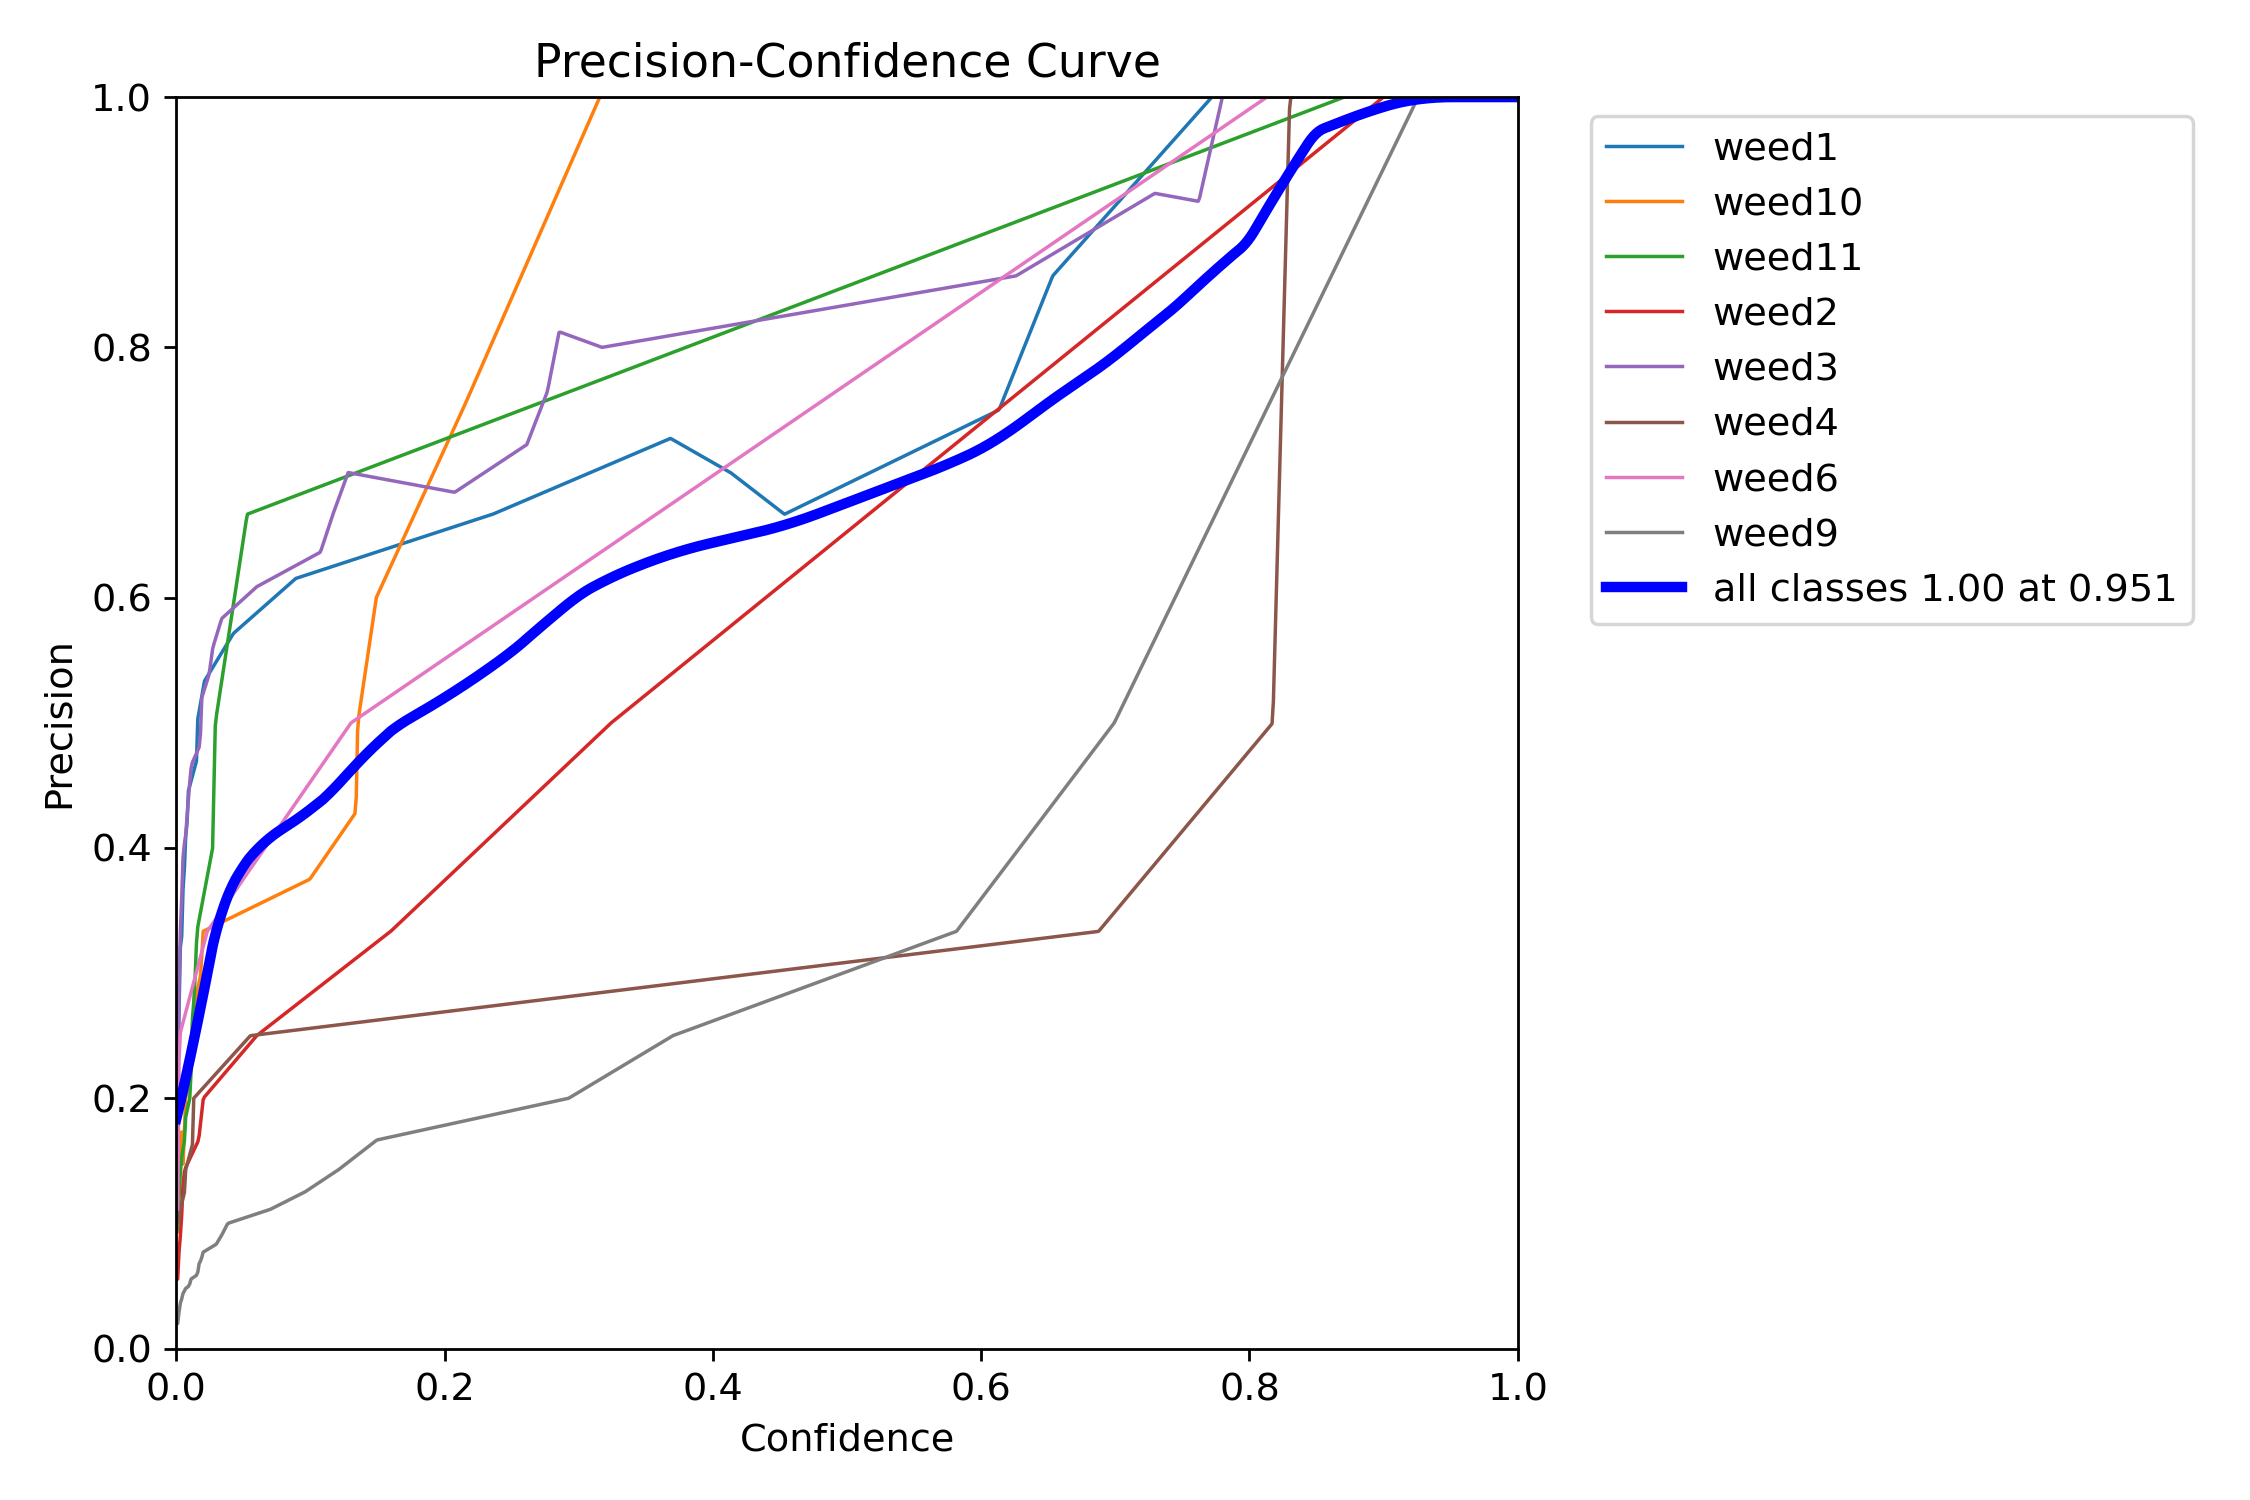 Precision-Confidence Curve
1.0
0.8
0.6
0.4
0.2
0.0
Precision
0.0 0.2 0.4 0.6 0.8 1.0
Confidence
weed1
weed10
weed11
weed2
weed3
weed4
weed6
weed9
all classes 1.00 at 0.951